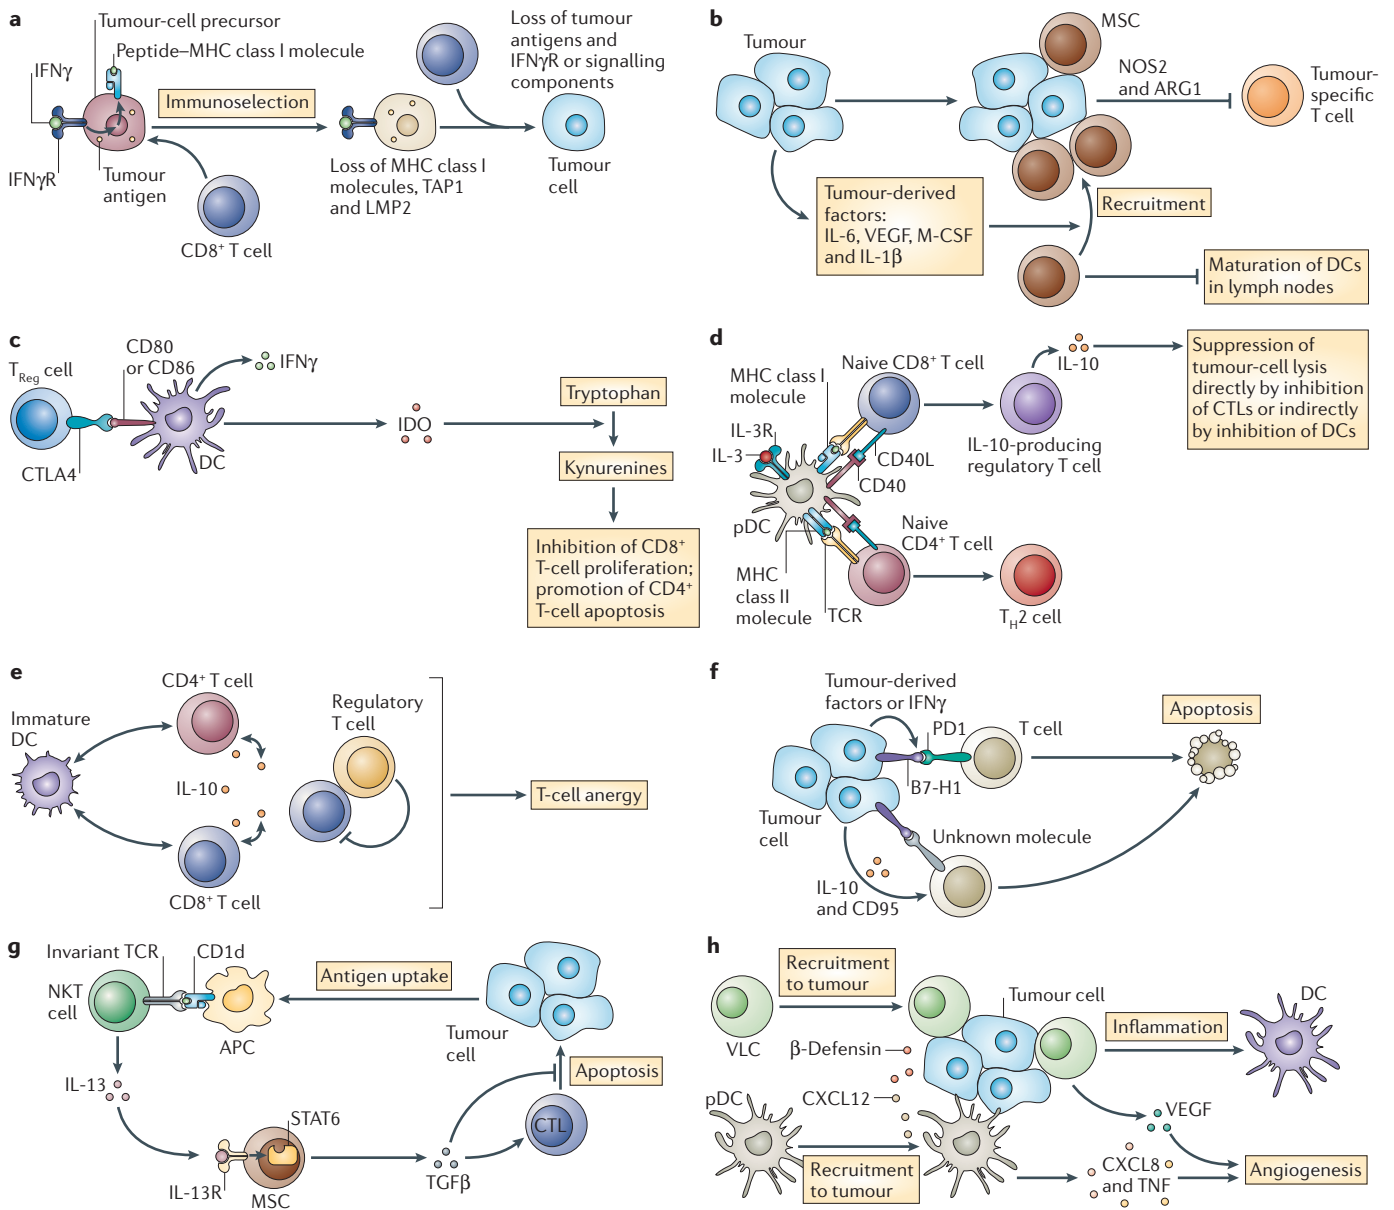 a
Tumour-cell precursor
Peptide–MHC class I molecule
IFNγ
Immunoselection
IFNγR
Tumour
antigen
CD8⁺ T cell
Loss of MHC class I
molecules, TAP1
and LMP2
Loss of tumour
antigens and
IFNγR or signalling
components
Tumour
cell
b
Tumour
MSC
NOS2
and ARG1
Tumour-
specific
T cell
Tumour-derived
factors:
IL-6, VEGF, M-CSF
and IL-1β
Recruitment
Maturation of DCs
in lymph nodes
c
T_Reg cell
CD80
or CD86
IFNγ
CTLA4
DC
IDO
Tryptophan
Kynurenines
Inhibition of CD8⁺
T-cell proliferation;
promotion of CD4⁺
T-cell apoptosis
d
MHC class I
molecule
Naive CD8⁺ T cell
IL-10
Suppression of
tumour-cell lysis
directly by inhibition
of CTLs or indirectly
by inhibition of DCs
IL-3R
IL-3
CD40L
CD40
IL-10-producing
regulatory T cell
pDC
Naive
CD4⁺ T cell
MHC
class II
molecule
TCR
T_H2 cell
e
Immature
DC
CD4⁺ T cell
IL-10
CD8⁺ T cell
Regulatory
T cell
T-cell anergy
f
Tumour-derived
factors or IFNγ
PD1
T cell
Apoptosis
B7-H1
Tumour
cell
Unknown molecule
IL-10
and CD95
g
Invariant TCR
CD1d
NKT
cell
APC
Antigen uptake
Tumour
cell
IL-13
Apoptosis
STAT6
CTL
IL-13R
MSC
TGFβ
h
Recruitment
to tumour
VLC
Tumour cell
DC
Inflammation
β-Defensin
CXCL12
pDC
VEGF
Recruitment
to tumour
CXCL8
and TNF
Angiogenesis